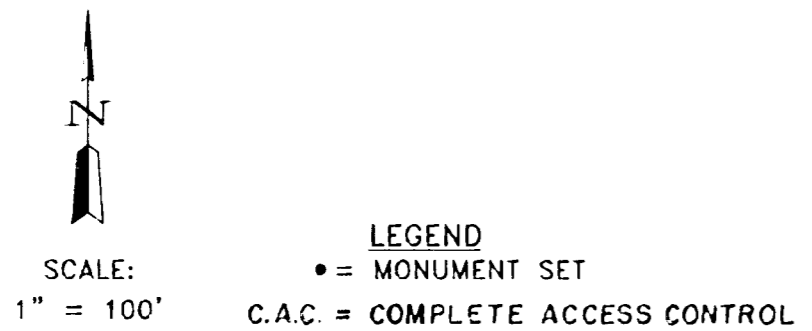 N
LEGEND
SCALE:
• = MONUMENT SET
1" = 100'
C.A.C. = COMPLETE ACCESS CONTROL